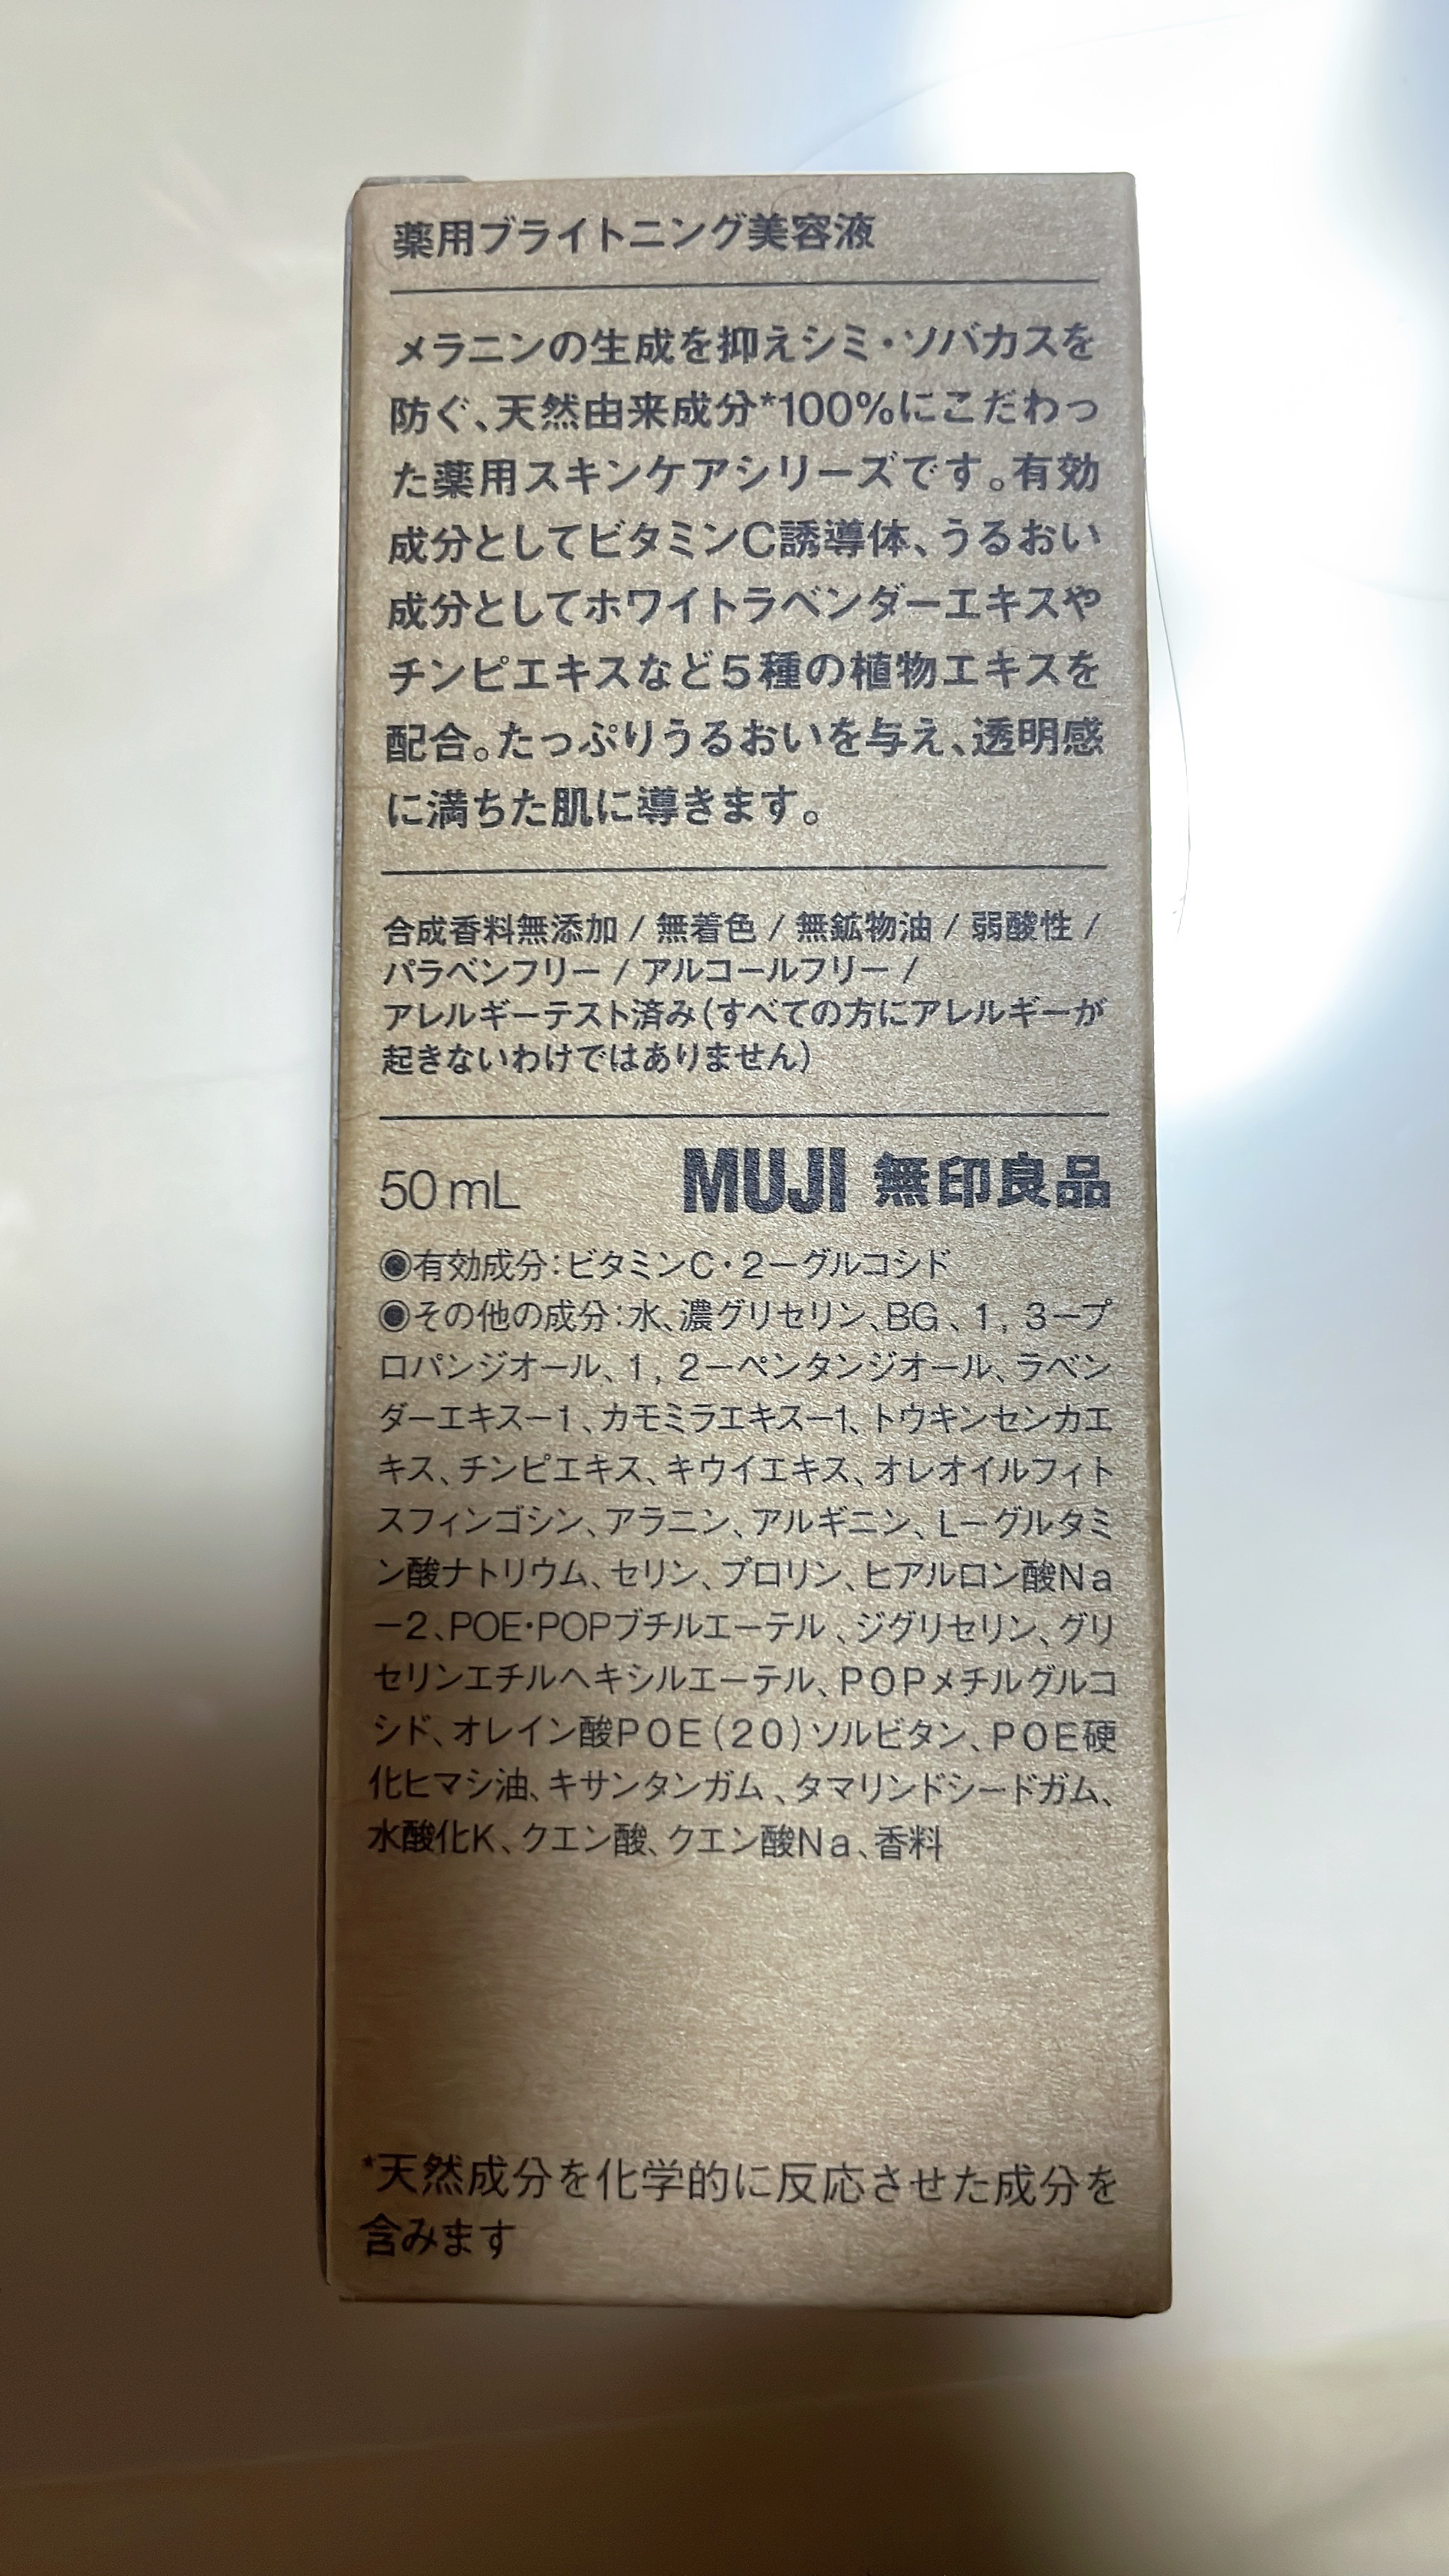 薬用ブライトニング美容液
メラニンの生成を抑えシミ・ソバカスを
防ぐ、天然由来成分*100%にこだわっ
た薬用スキンケアシリーズです。有効
成分としてビタミンC誘導体、うるおい
成分としてホワイトラベンダーエキスや
チンピエキスなど5種の植物エキスを
配合。たっぷりうるおいを与え、透明感
に満ちた肌に導きます。
合成香料無添加 / 無着色 / 無鉱物油 / 弱酸性 /
パラベンフリー / アルコールフリー /
アレルギーテスト済み(すべての方にアレルギーが
起きないわけではありません)
50 mL MUJI 無印良品
◉有効成分:ビタミンC・2ーグルコシド
◉その他の成分:水、濃グリセリン、BG、1, 3ープ
ロパンジオール、1, 2ーペンタンジオール、ラベン
ダーエキスー1、カモミラエキスー1、トウキンセンカエ
キス、チンピエキス、キウイエキス、オレオイルフィト
スフィンゴシン、アラニン、アルギニン、Lーグルタミ
ン酸ナトリウム、セリン、プロリン、ヒアルロン酸Na
ー2、POE・POPブチルエーテル、ジグリセリン、グリ
セリンエチルヘキシルエーテル、POPメチルグルコ
シド、オレイン酸POE(20)ソルビタン、POE硬
化ヒマシ油、キサンタンガム、タマリンドシードガム、
水酸化K、クエン酸、クエン酸Na、香料
*天然成分を化学的に反応させた成分を
含みます